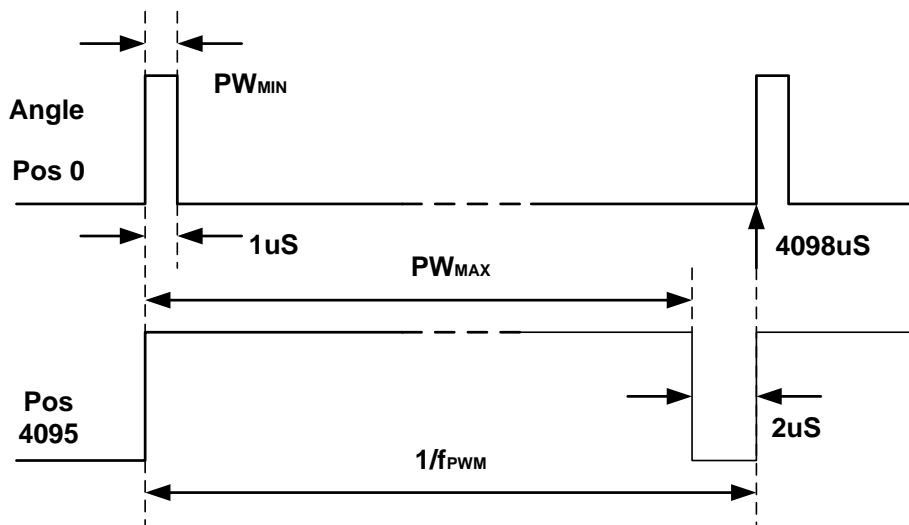 PWMIN
Angle
Pos 0
1uS
4098uS
PWMAX
Pos
4095
2uS
1/fPWM